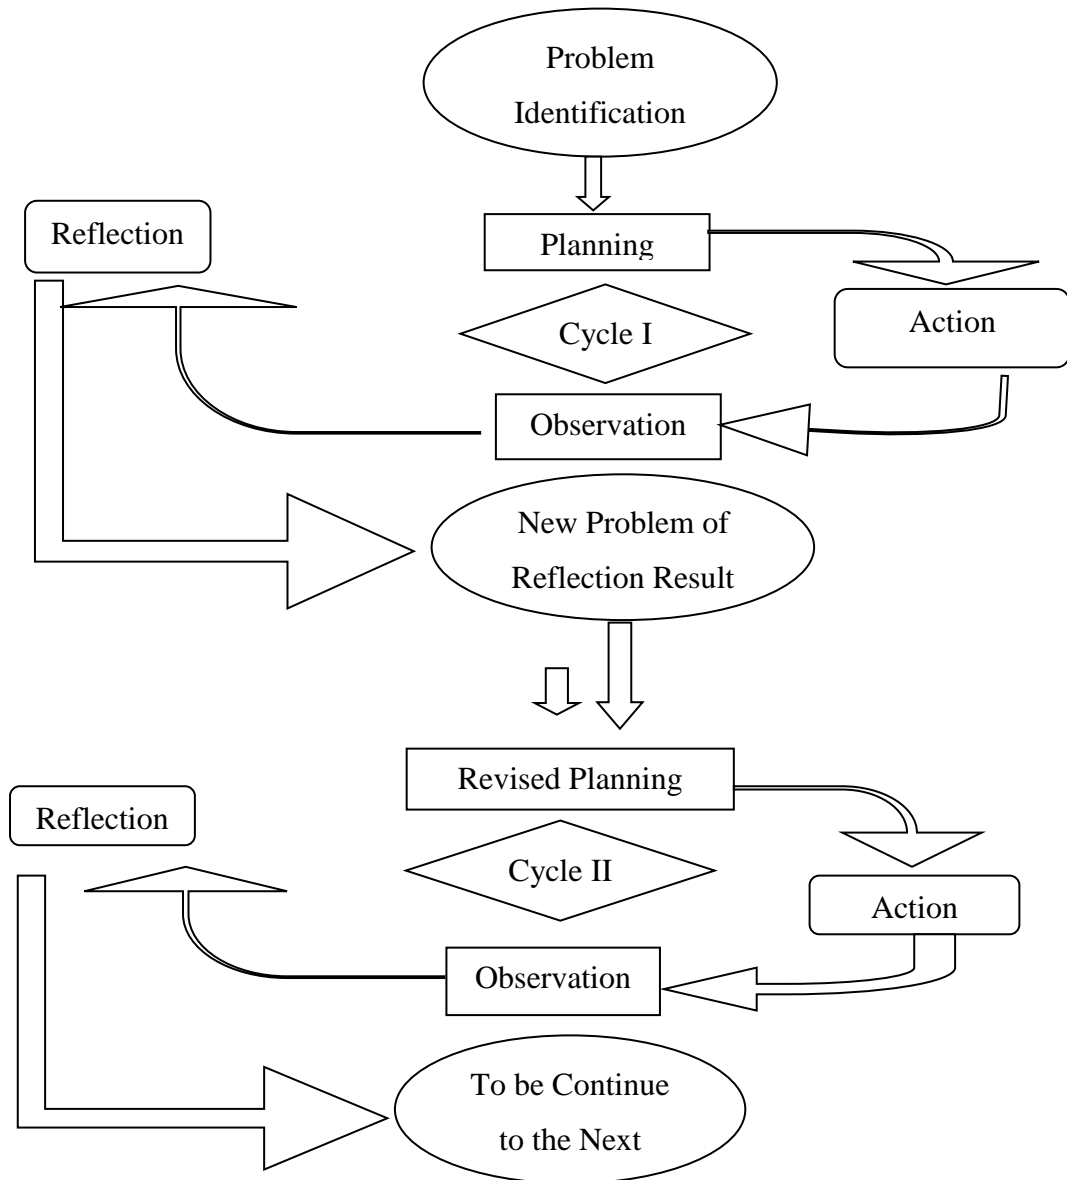 Problem
Identification
Reflection
Planning
Action
Cycle I
Observation
New Problem of
Reflection Result
Revised Planning
Reflection
Cycle II
Action
Observation
To be Continue
to the Next